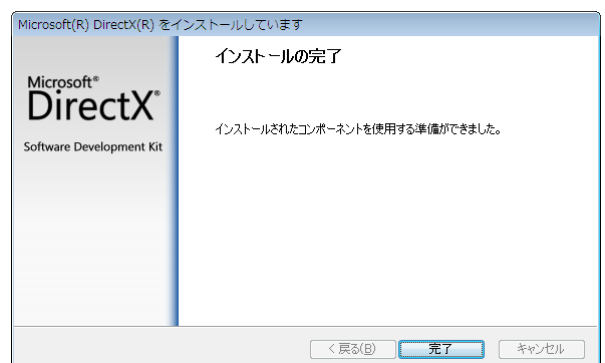 Microsoft(R) DirectX(R) をインストールしています
インストールの完了
Microsoft®
DirectX®
Software Development Kit
インストールされたコンポーネントを使用する準備ができました。
< 戻る(B)
完了
キャンセル